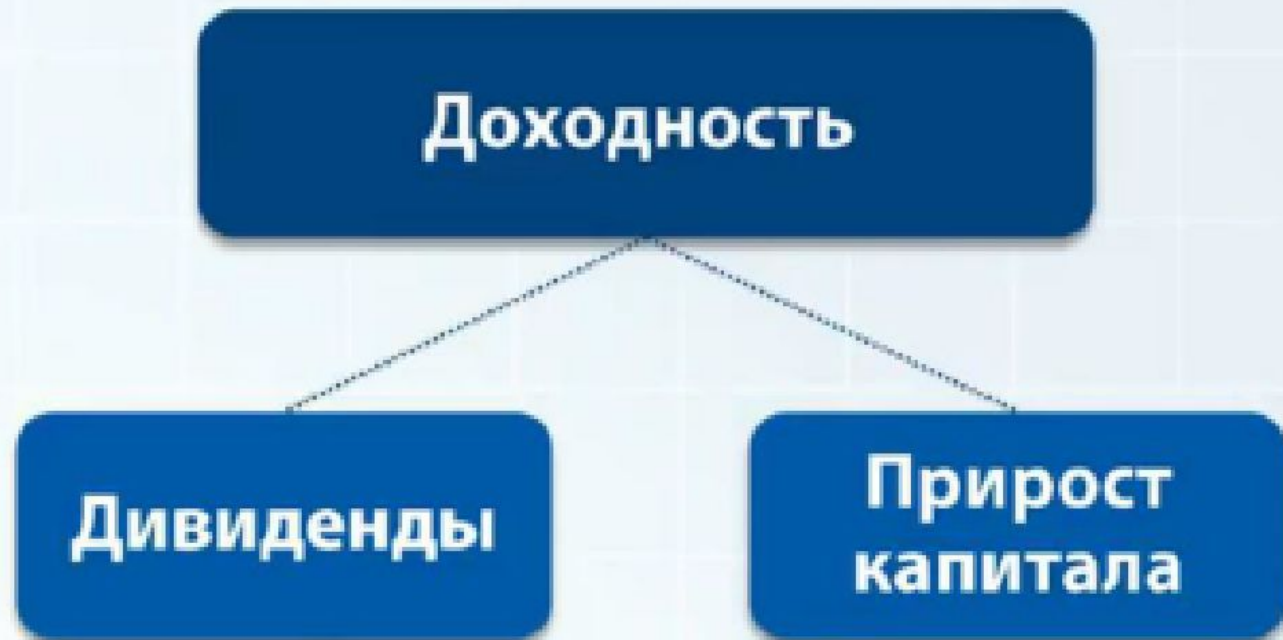 Доходность
Дивиденды
Прирост
капитала